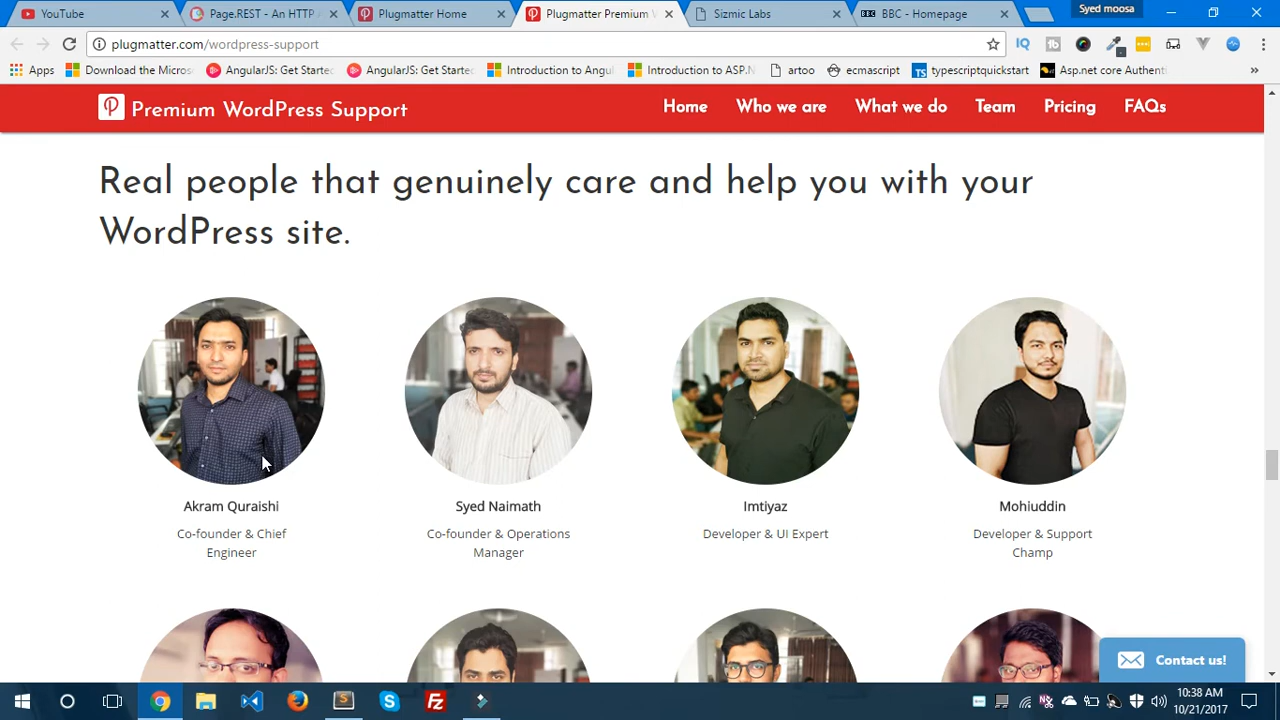 YouTube
Page.REST - An HTTP A
Plugmatter Home
Plugmatter Premium W
Sizmic Labs
BBC - Homepage
Syed moosa
plugmatter.com/wordpress-support
Apps
Download the Micros
AngularJS: Get Starte
AngularJS: Get Starte
Introduction to Angul
Introduction to ASP.N
artoo
ecmascript
typescriptquickstart
Asp.net core Authenti
Premium WordPress Support
Home
Who we are
What we do
Team
Pricing
FAQs
Real people that genuinely care and help you with your
WordPress site.
Akram Quraishi
Co-founder & Chief
Engineer
Syed Naimath
Co-founder & Operations
Manager
Imtiyaz
Developer & UI Expert
Mohiuddin
Developer & Support
Champ
Contact us!
10:38 AM
10/21/2017